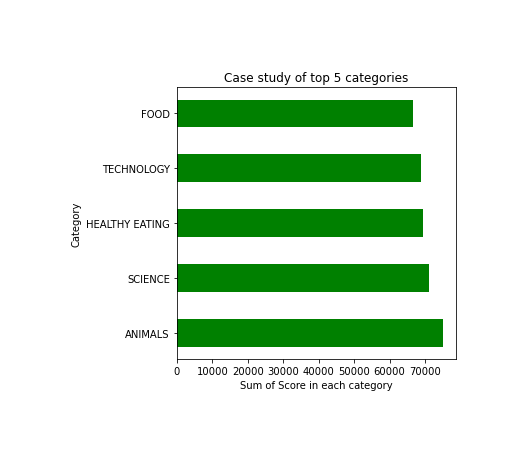 Case study of top 5 categories
FOOD
TECHNOLOGY
HEALTHY EATING
SCIENCE
ANIMALS
Category
0 10000 20000 30000 40000 50000 60000 70000
Sum of Score in each category